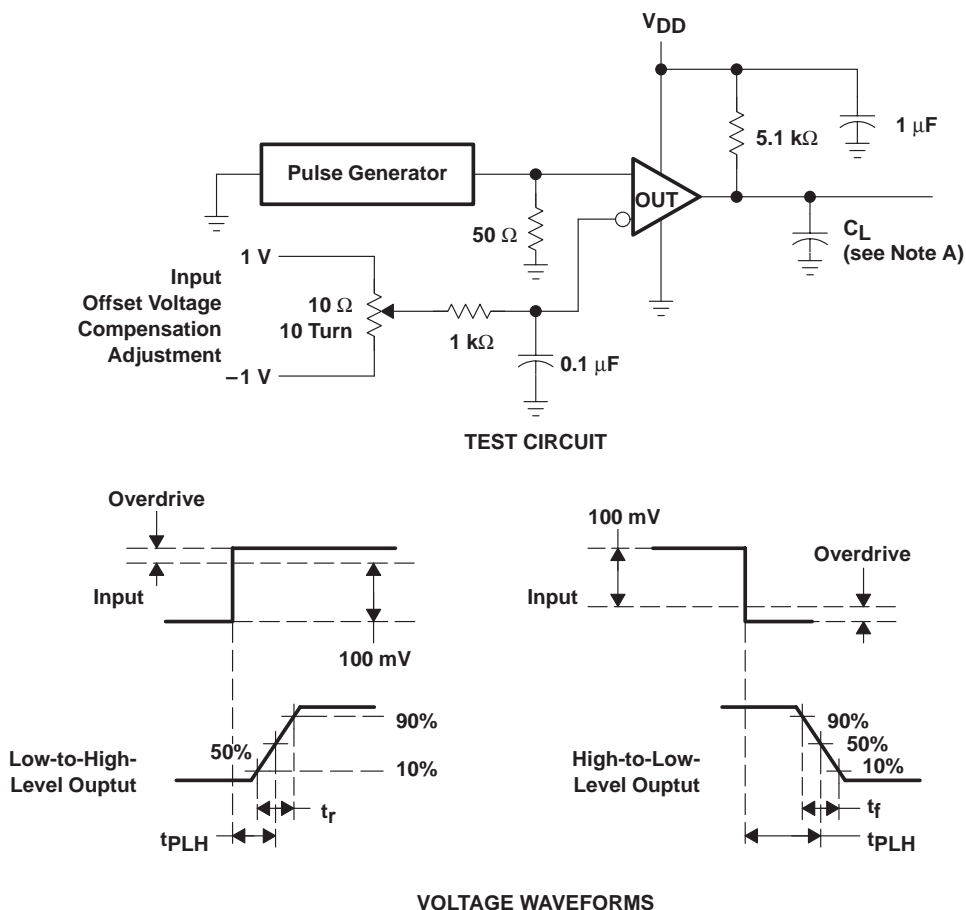 VDD
5.1 kΩ
1 µF
Pulse Generator
OUT
50 Ω
CL
(see Note A)
1 V
Input
Offset Voltage
Compensation
Adjustment
10 Ω
10 Turn
1 kΩ
0.1 µF
−1 V
TEST CIRCUIT
Overdrive
Input
100 mV
100 mV
Overdrive
Input
Low-to-High-
Level Ouptut
50%
90%
10%
tr
tPLH
High-to-Low-
Level Ouptut
90%
50%
10%
tf
tPLH
VOLTAGE WAVEFORMS